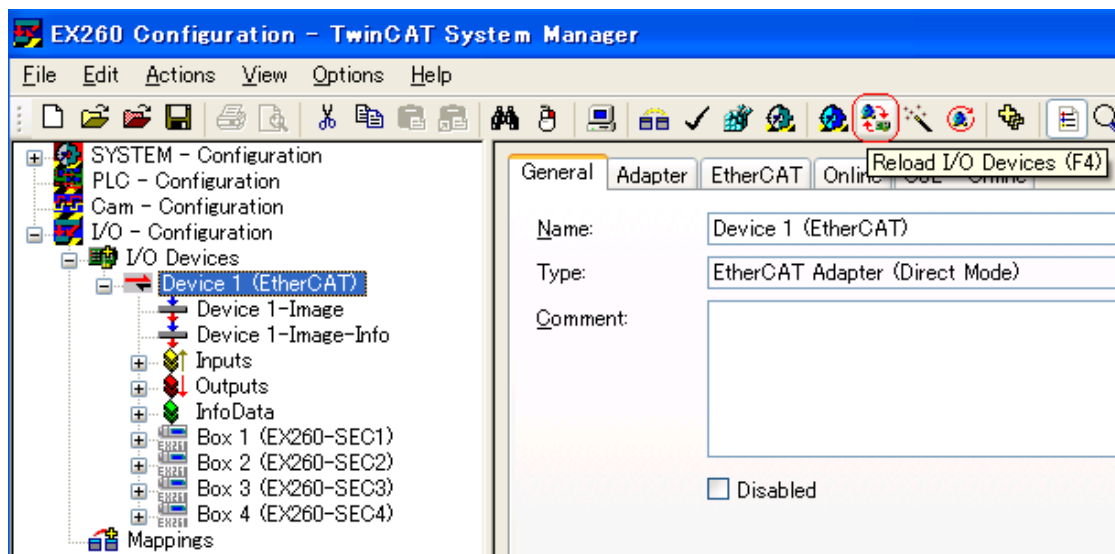 EX260 Configuration - TwinCAT System Manager
File Edit Actions View Options Help
Reload I/O Devices (F4)
SYSTEM - Configuration
PLC - Configuration
Cam - Configuration
I/O - Configuration
I/O Devices
Device 1 (EtherCAT)
Device 1-Image
Device 1-Image-Info
Inputs
Outputs
InfoData
Box 1 (EX260-SEC1)
Box 2 (EX260-SEC2)
Box 3 (EX260-SEC3)
Box 4 (EX260-SEC4)
Mappings
General Adapter EtherCAT Online
Name: Device 1 (EtherCAT)
Type: EtherCAT Adapter (Direct Mode)
Comment:
Disabled